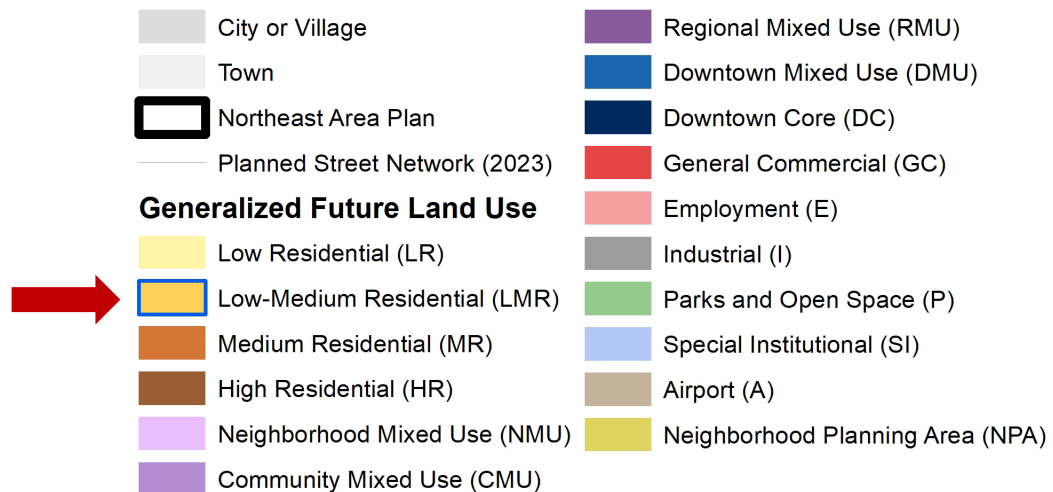 City or Village
Town
Northeast Area Plan
Planned Street Network (2023)
Generalized Future Land Use
Low Residential (LR)
Low-Medium Residential (LMR)
Medium Residential (MR)
High Residential (HR)
Neighborhood Mixed Use (NMU)
Community Mixed Use (CMU)
Regional Mixed Use (RMU)
Downtown Mixed Use (DMU)
Downtown Core (DC)
General Commercial (GC)
Employment (E)
Industrial (I)
Parks and Open Space (P)
Special Institutional (SI)
Airport (A)
Neighborhood Planning Area (NPA)